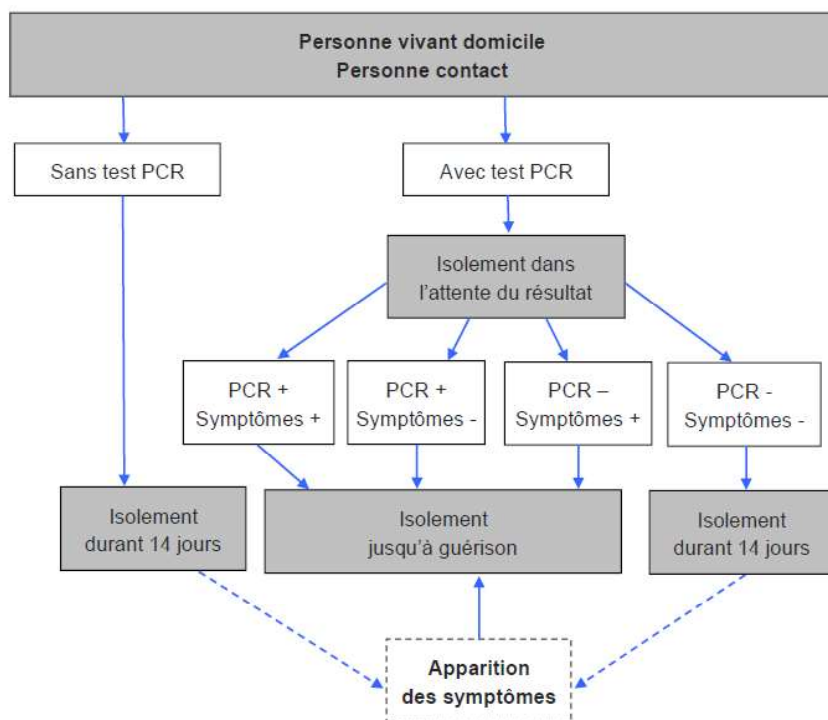 Personne vivant domicile
Personne contact
Sans test PCR
Avec test PCR
Isolement dans
l'attente du résultat
PCR +
Symptômes +
PCR +
Symptômes -
PCR –
Symptômes +
PCR -
Symptômes -
Isolement
durant 14 jours
Isolement
jusqu'à guérison
Isolement
durant 14 jours
Apparition
des symptômes